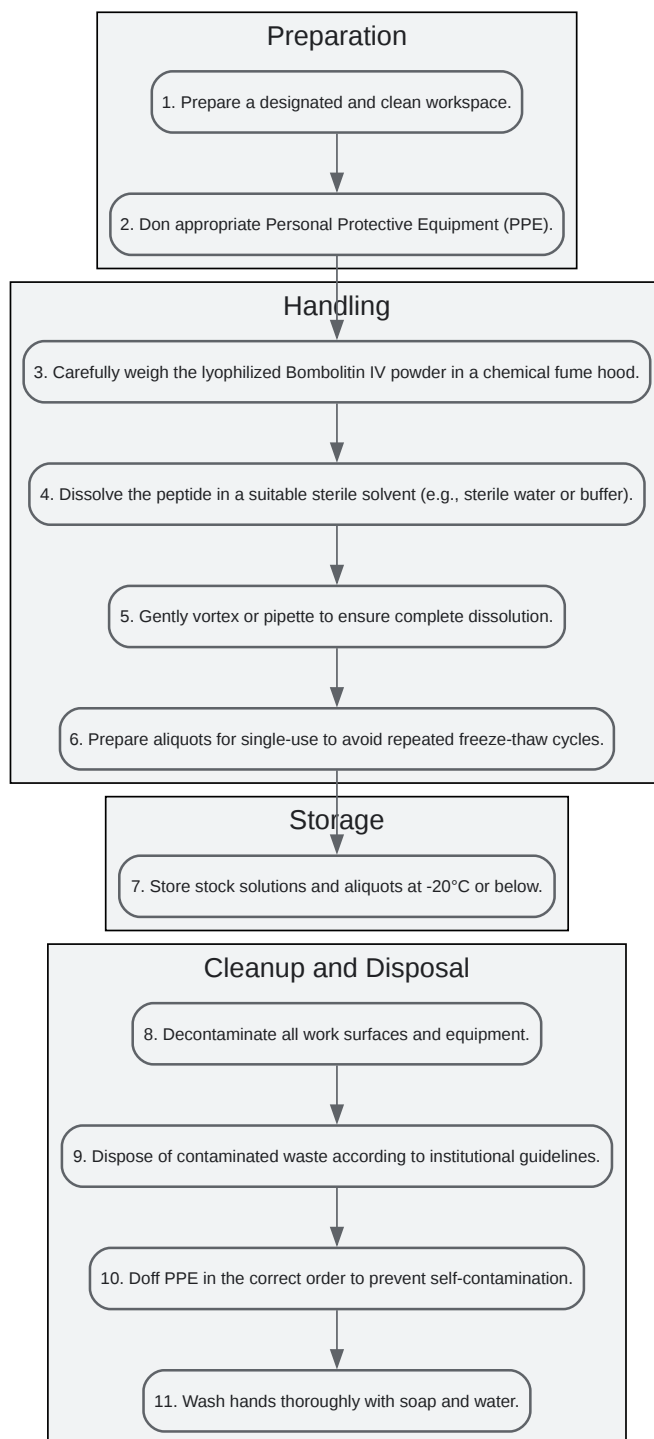 Preparation
1. Prepare a designated and clean workspace.
2. Don appropriate Personal Protective Equipment (PPE).
Handling
3. Carefully weigh the lyophilized Bombolitin IV powder in a chemical fume hood.
4. Dissolve the peptide in a suitable sterile solvent (e.g., sterile water or buffer).
5. Gently vortex or pipette to ensure complete dissolution.
6. Prepare aliquots for single-use to avoid repeated freeze-thaw cycles.
Storage
7. Store stock solutions and aliquots at -20°C or below.
Cleanup and Disposal
8. Decontaminate all work surfaces and equipment.
9. Dispose of contaminated waste according to institutional guidelines.
10. Doff PPE in the correct order to prevent self-contamination.
11. Wash hands thoroughly with soap and water.